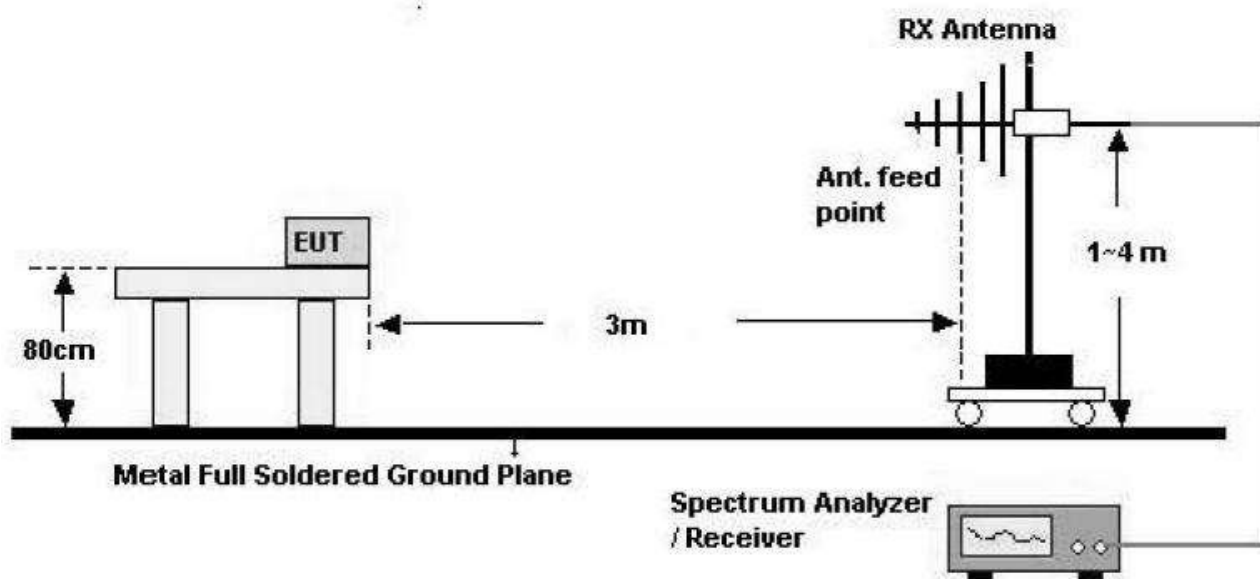 RX Antenna
Ant. feed
point
EUT
1~4 m
3m
80cm
Metal Full Soldered Ground Plane
Spectrum Analyzer
/ Receiver